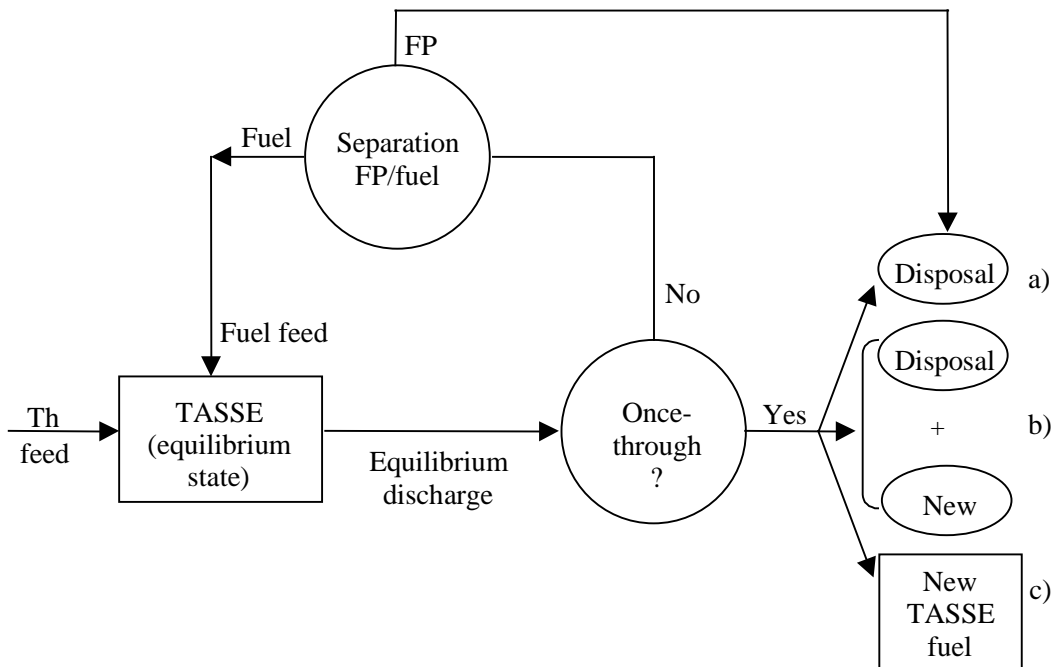 FP
Fuel
Separation
FP/fuel
Disposal
a)
No
Fuel feed
Disposal
Th
feed
TASSE
(equilibrium
state)
Equilibrium
discharge
Once-
through
?
Yes
+
b)
New
New
TASSE
fuel
c)